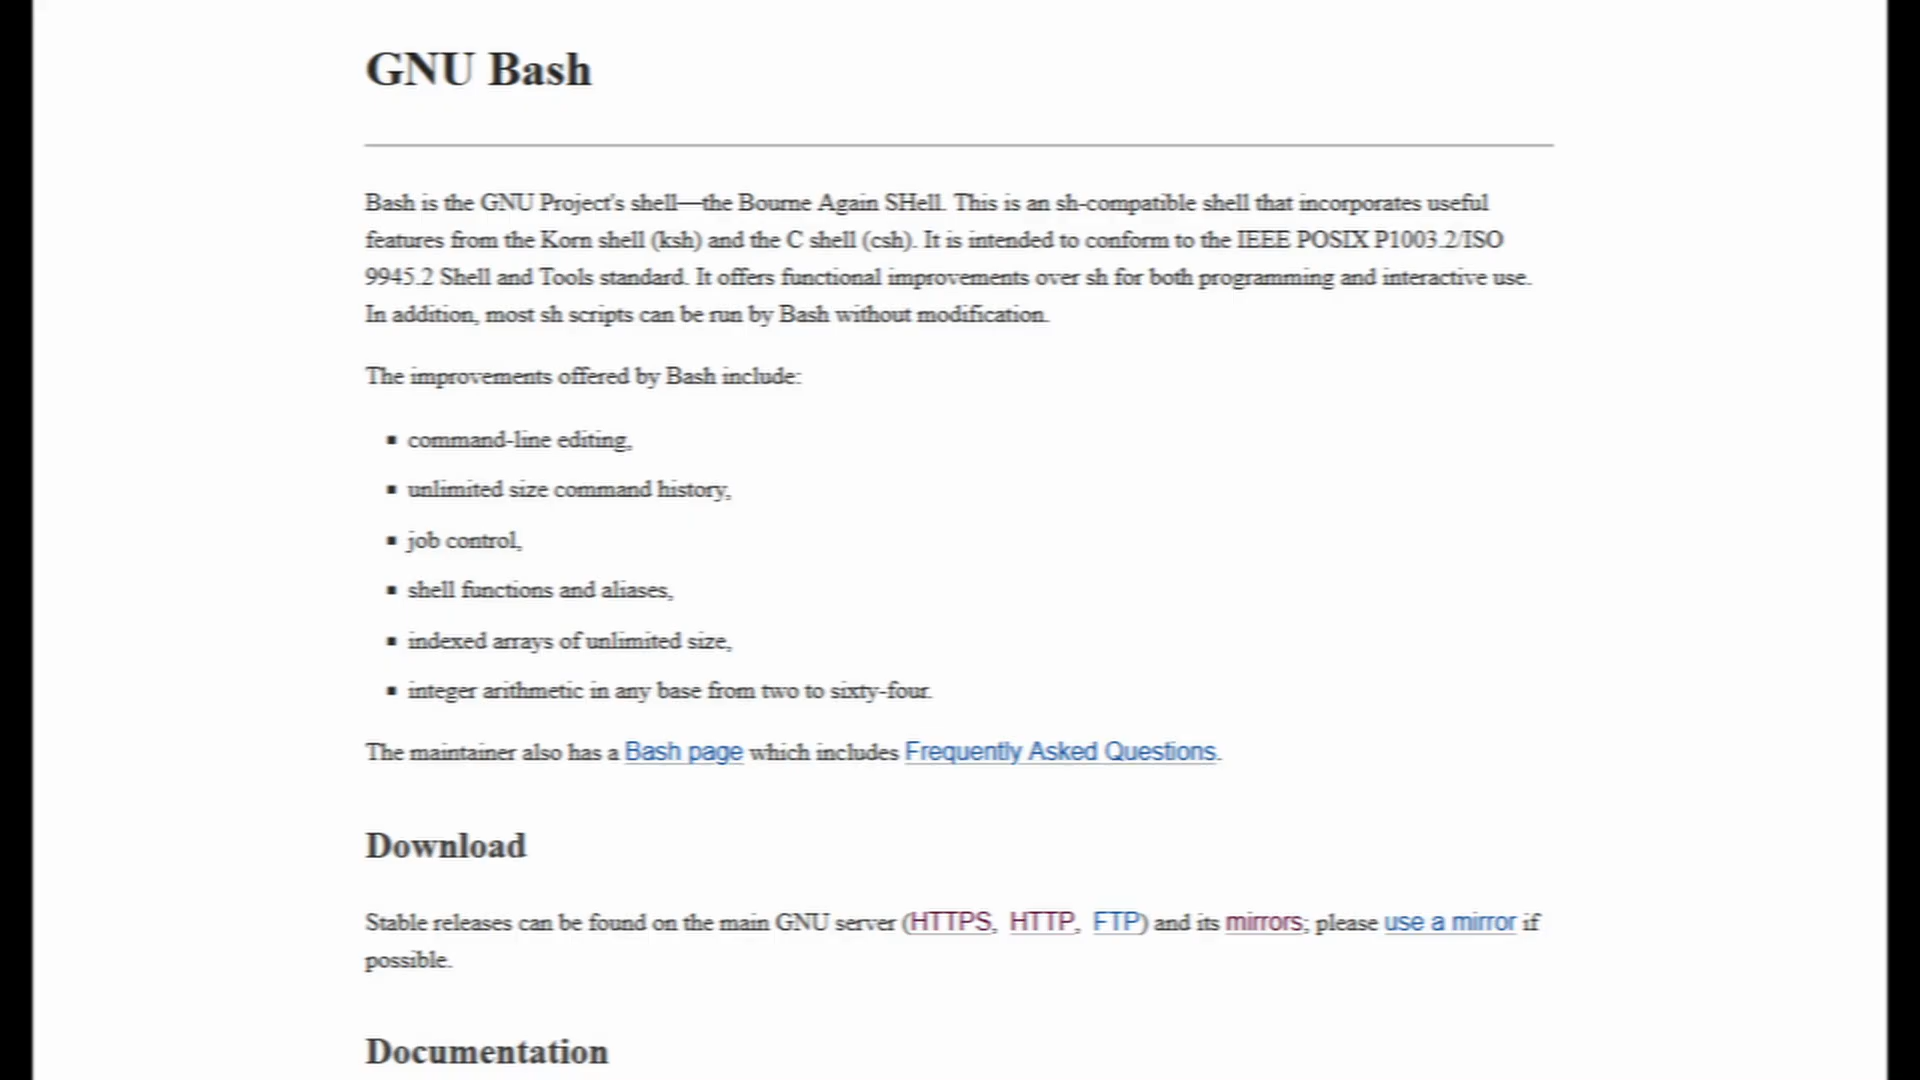 GNU Bash
Bash is the GNU Project's shell—the Bourne Again SHell. This is an sh-compatible shell that incorporates useful
features from the Korn shell (ksh) and the C shell (csh). It is intended to conform to the IEEE POSIX P1003.2/ISO
9945.2 Shell and Tools standard. It offers functional improvements over sh for both programming and interactive use.
In addition, most sh scripts can be run by Bash without modification.
The improvements offered by Bash include:
▪ command-line editing,
▪ unlimited size command history,
▪ job control,
▪ shell functions and aliases,
▪ indexed arrays of unlimited size,
▪ integer arithmetic in any base from two to sixty-four.
The maintainer also has a Bash page which includes Frequently Asked Questions.
Download
Stable releases can be found on the main GNU server (HTTPS, HTTP, FTP) and its mirrors; please use a mirror if
possible.
Documentation